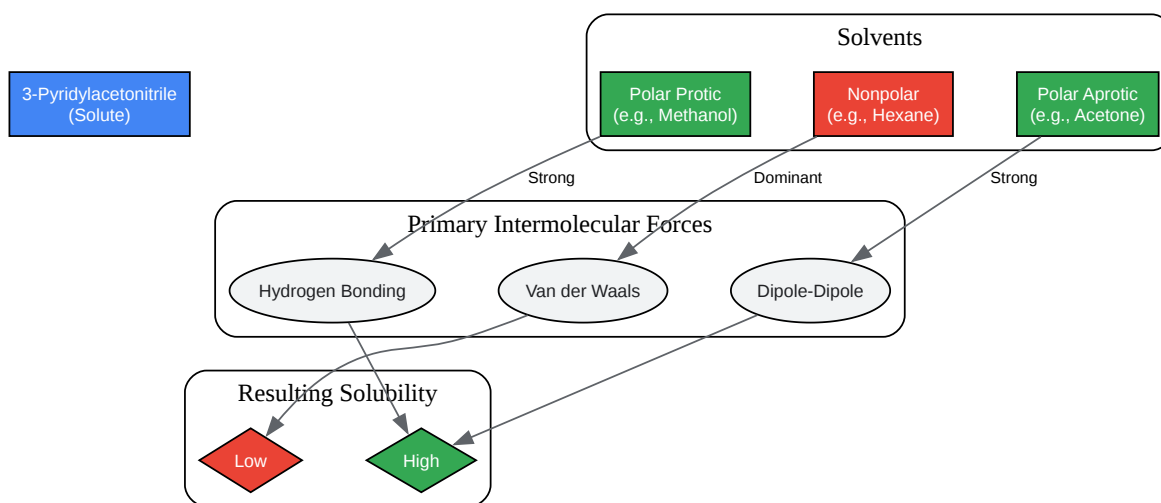 Solvents
3-Pyridylacetonitrile
(Solute)
Polar Protic
(e.g., Methanol)
Nonpolar
(e.g., Hexane)
Polar Aprotic
(e.g., Acetone)
Strong
Dominant
Strong
Primary Intermolecular Forces
Hydrogen Bonding
Van der Waals
Dipole-Dipole
Resulting Solubility
Low
High